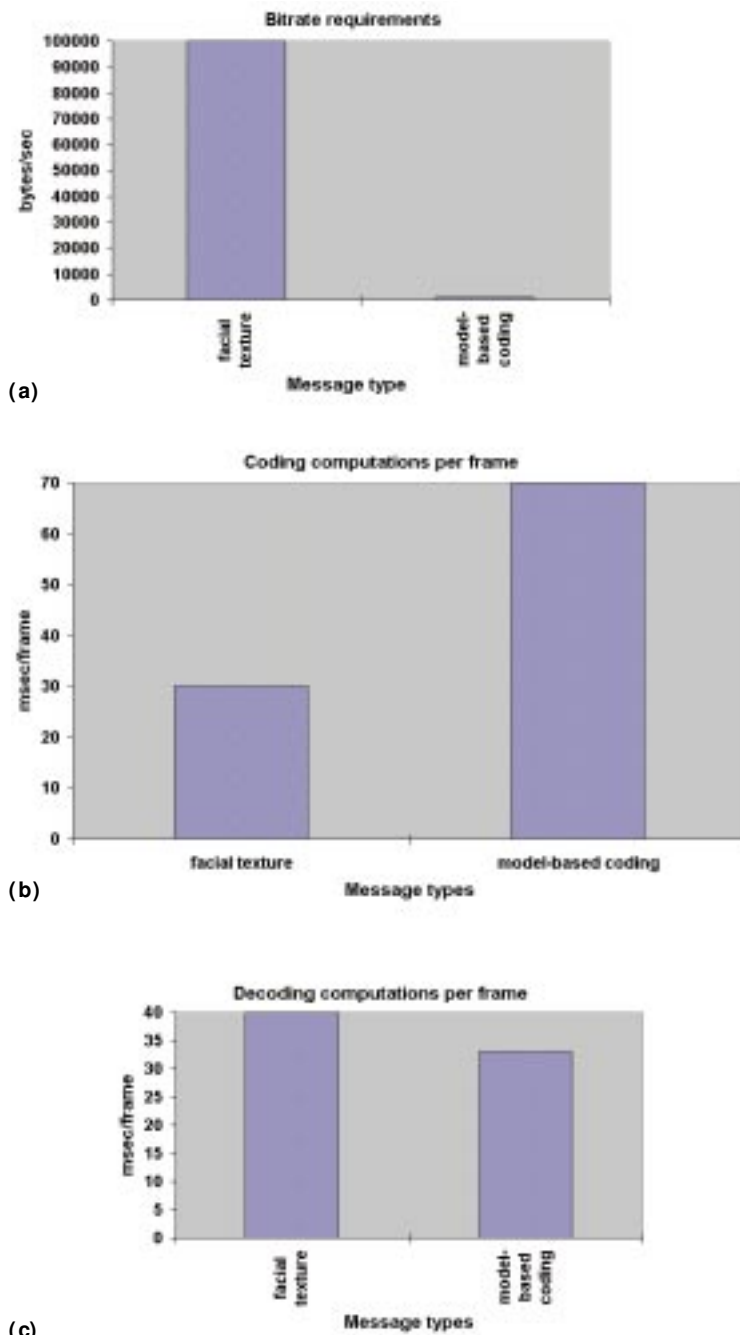 Bitrate requirements
100000
90000
80000
70000
60000
50000
40000
30000
20000
10000
0
bytes/sec
facial
texture
model-
based
coding
Message type
(a)
Coding computations per frame
70
60
50
40
30
20
10
0
msec/frame
facial texture
model-based coding
Message types
(b)
Decoding computations per frame
40
35
30
25
20
15
10
5
0
msec/frame
facial
texture
model-
based
coding
Message types
(c)